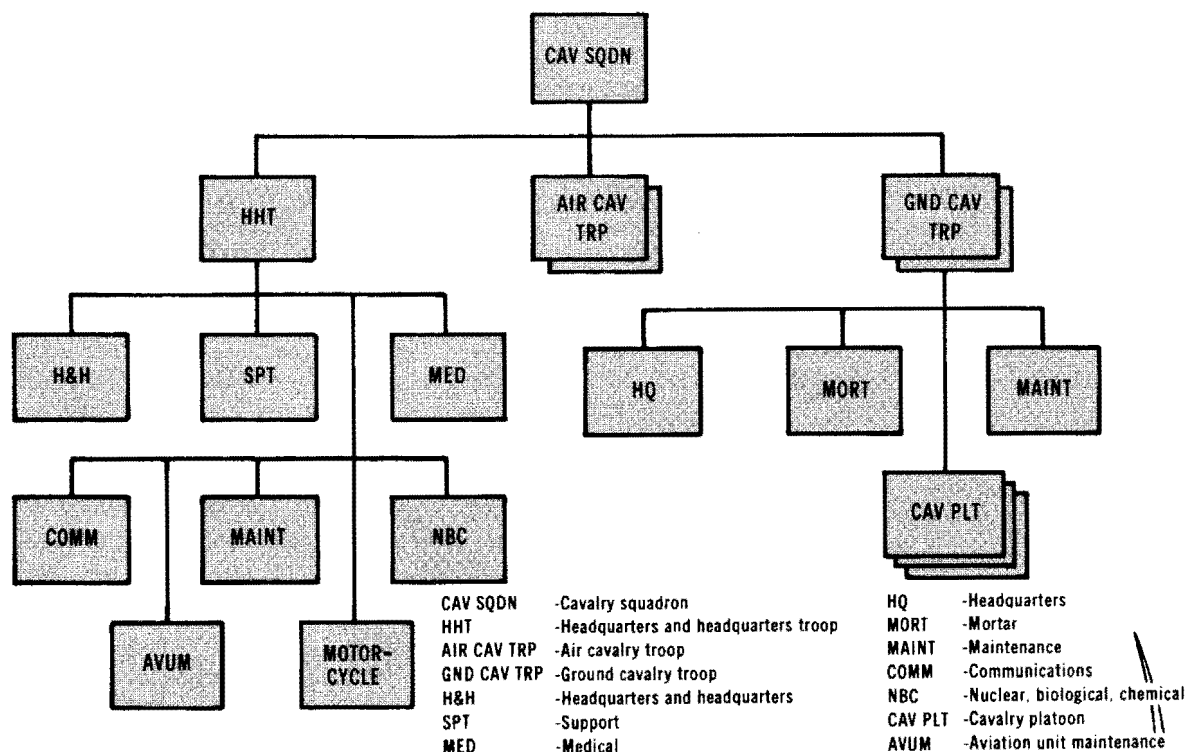 CAV SQDN
HHT
AIR CAV
TRP
GND CAV
TRP
H&H
SPT
MED
HQ
MORT
MAINT
COMM
MAINT
NBC
CAV PLT
AVUM
MOTOR-
CYCLE
CAV SQDN -Cavalry squadron
HHT -Headquarters and headquarters troop
AIR CAV TRP -Air cavalry troop
GND CAV TRP -Ground cavalry troop
H&H -Headquarters and headquarters
SPT -Support
MED -Medical
HQ -Headquarters
MORT -Mortar
MAINT -Maintenance
COMM -Communications
NBC -Nuclear, biological, chemical
CAV PLT -Cavalry platoon
AVUM -Aviation unit maintenance